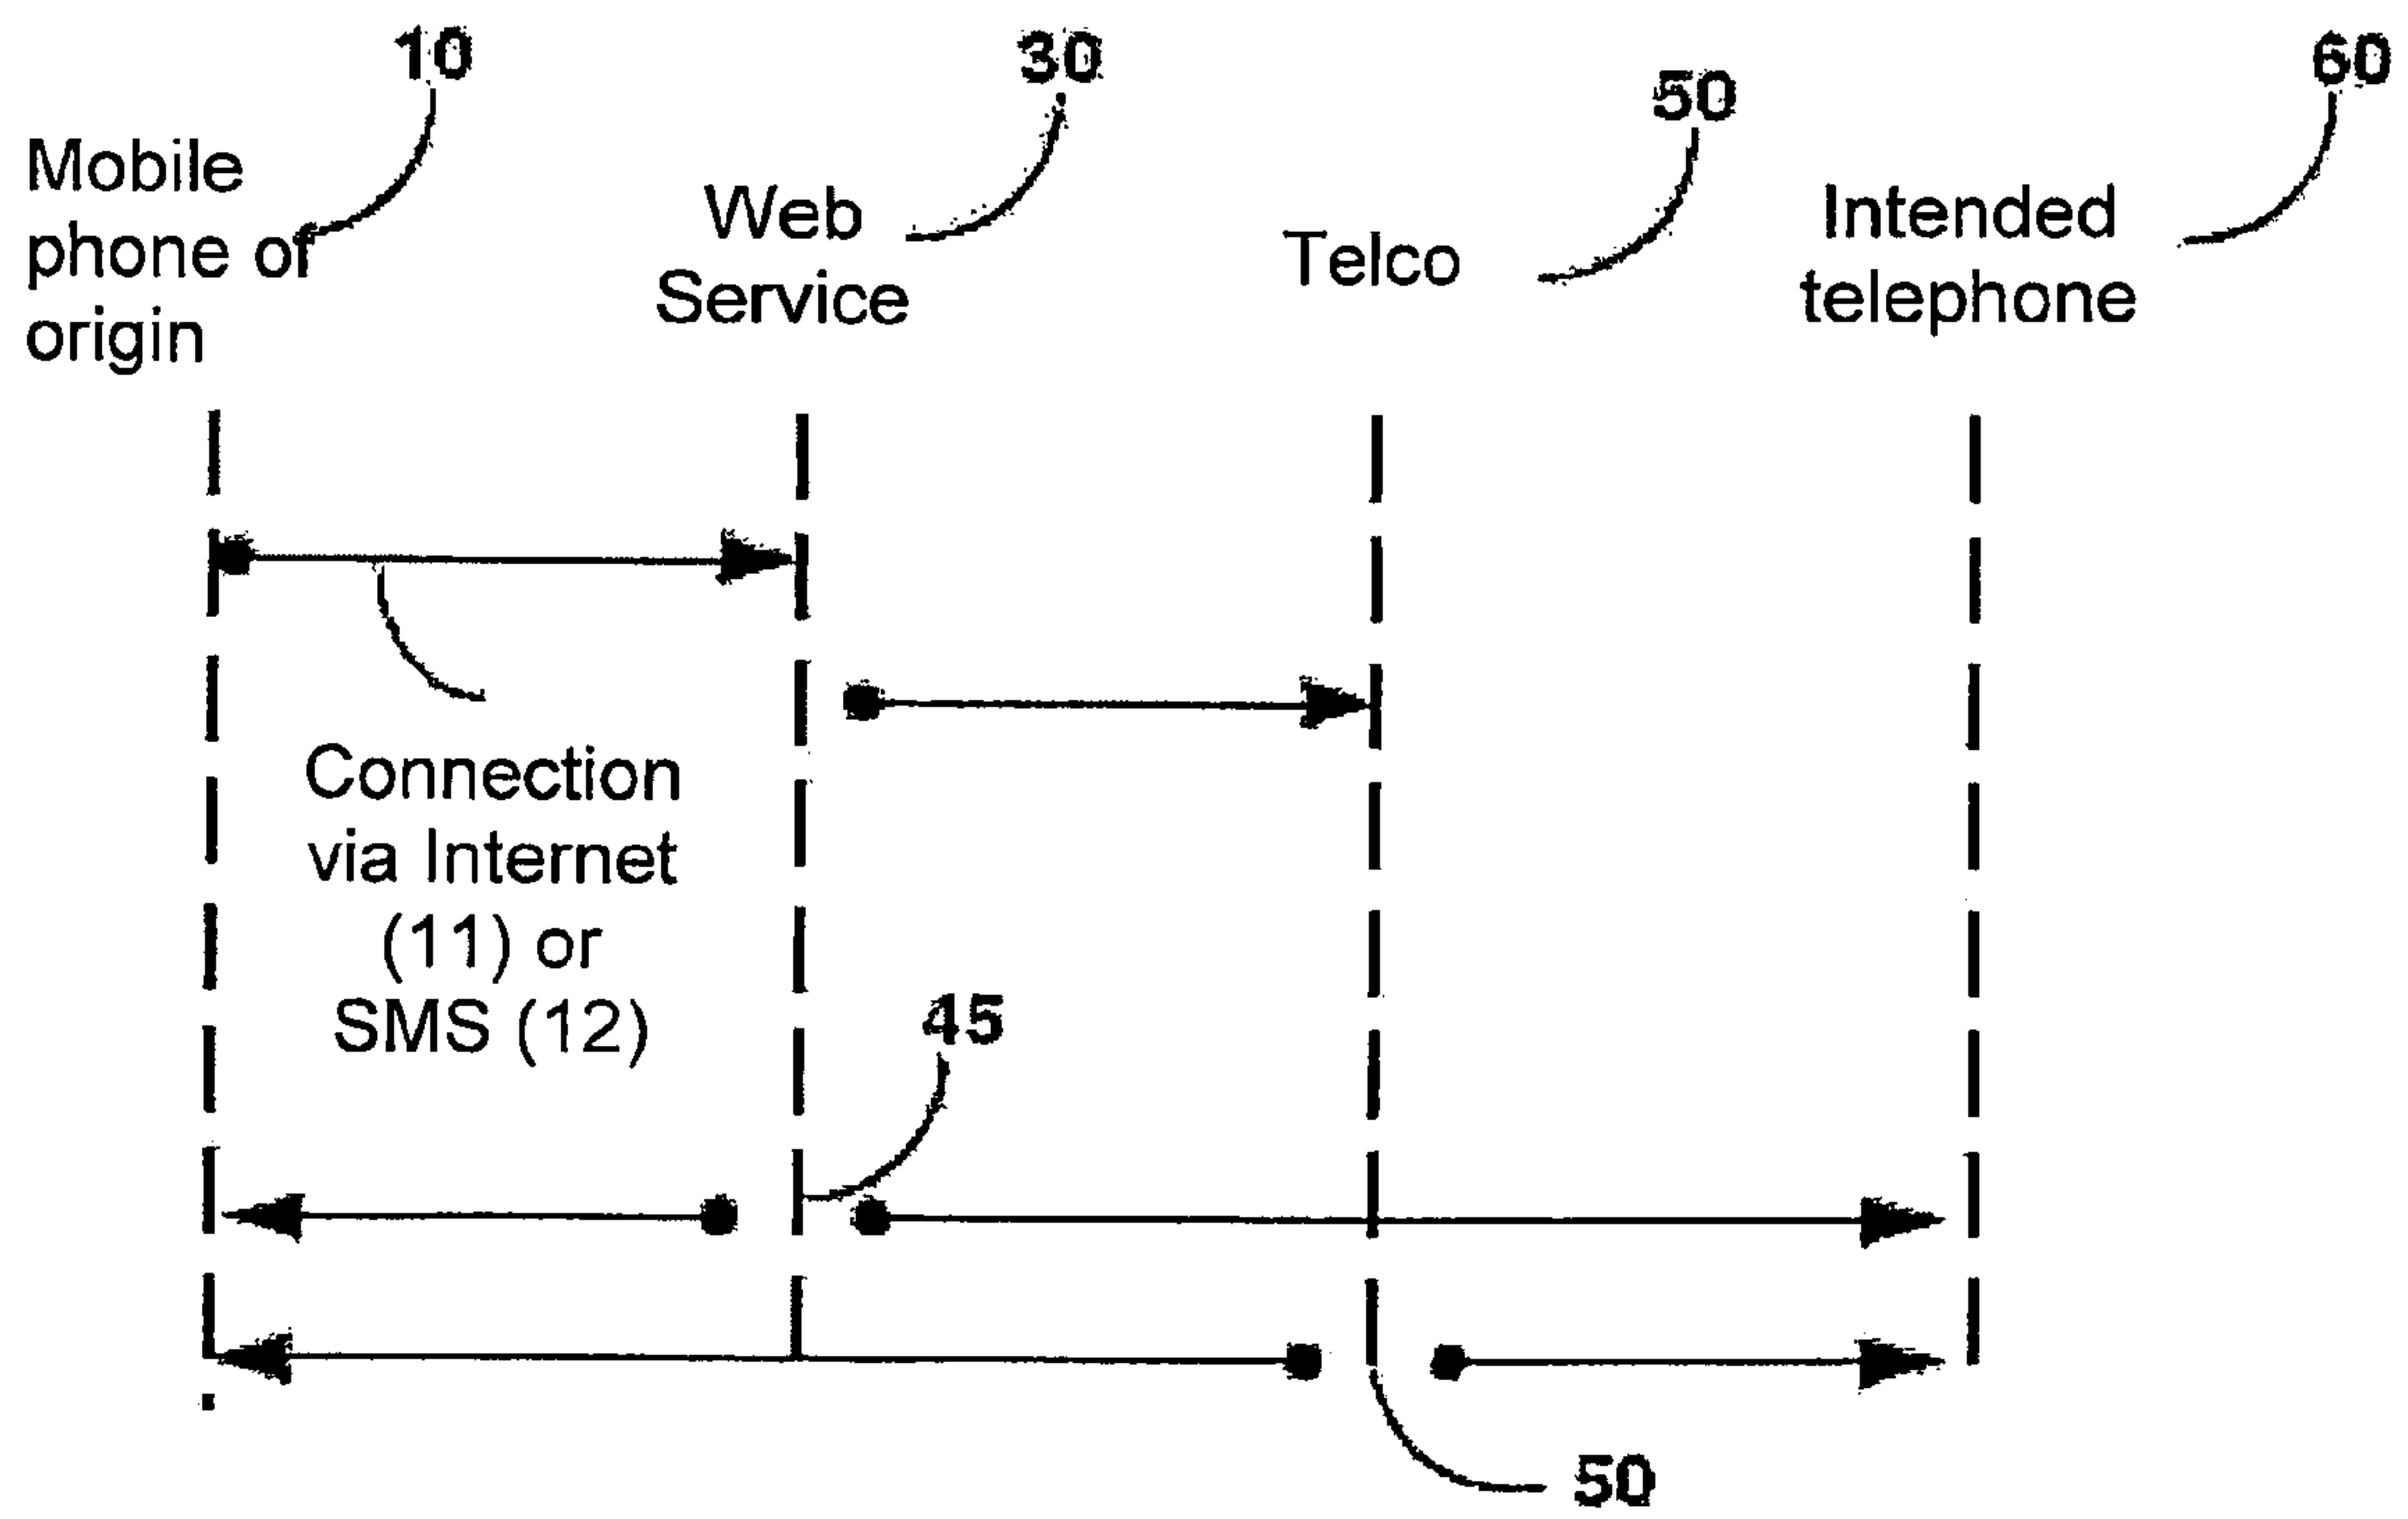 10
30
50
60
Mobile
phone of
origin
Web
Service
Telco
Intended
telephone
Connection
via Internet
(11) or
SMS (12)
45
50